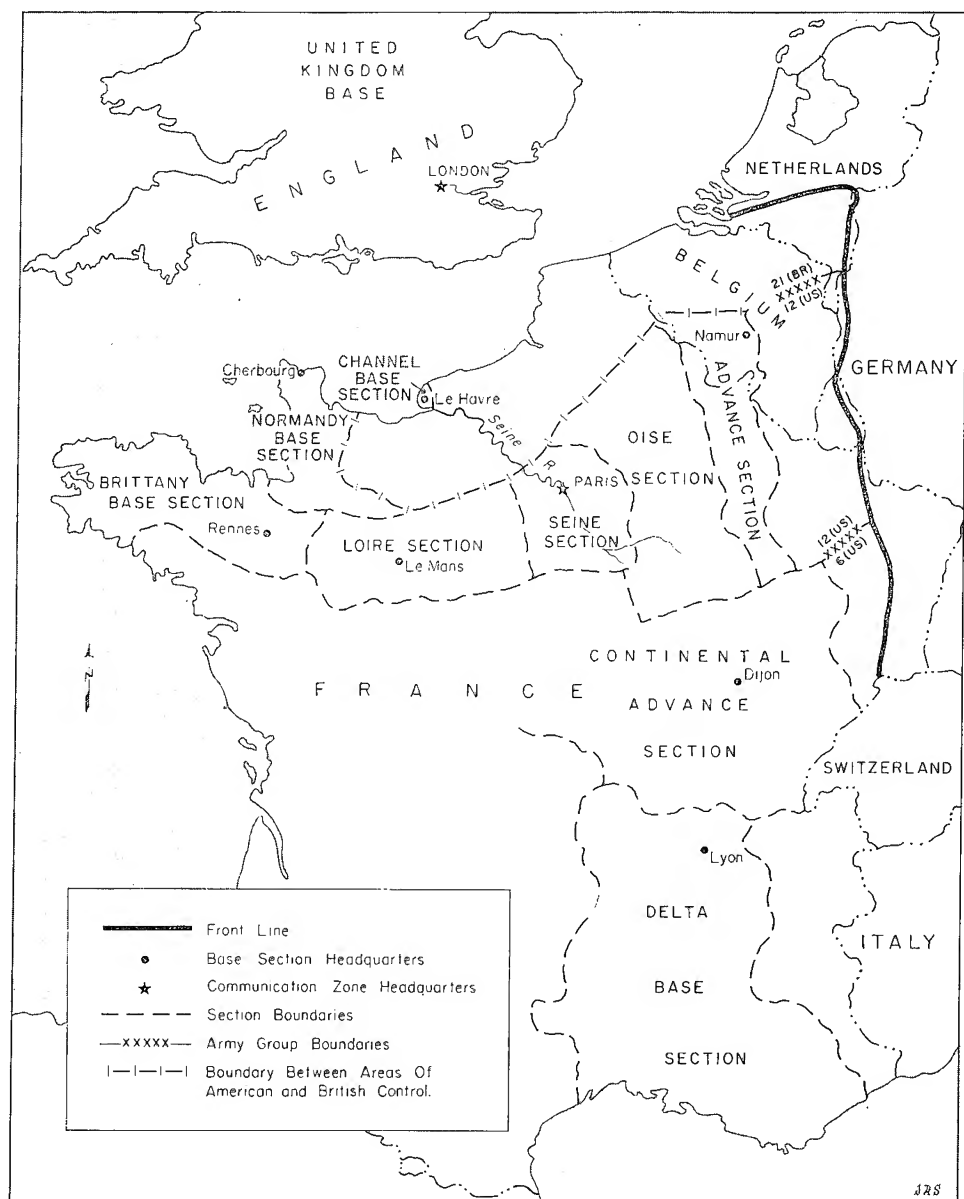 UNITED
KINGDOM
BASE
ENGLAND
LONDON
NETHERLANDS
BELGIUM
21 (BR)
XXXXX
12 (US)
Namur
GERMANY
Cherbourg
CHANNEL
BASE
SECTION
Le Havre
Seine R
NORMANDY
BASE
SECTION
OISE
SECTION
ADVANCE SECTION
BRITTANY
BASE SECTION
PARIS
Rennes
LOIRE SECTION
Le Mans
SEINE
SECTION
12 (US)
XXXXX
6 (US)
N
FRANCE
CONTINENTAL
Dijon
ADVANCE
SECTION
SWITZERLAND
Lyon
DELTA
BASE
SECTION
ITALY
Front Line
Base Section Headquarters
Communication Zone Headquarters
Section Boundaries
XXXXX Army Group Boundaries
Boundary Between Areas Of
American and British Control.